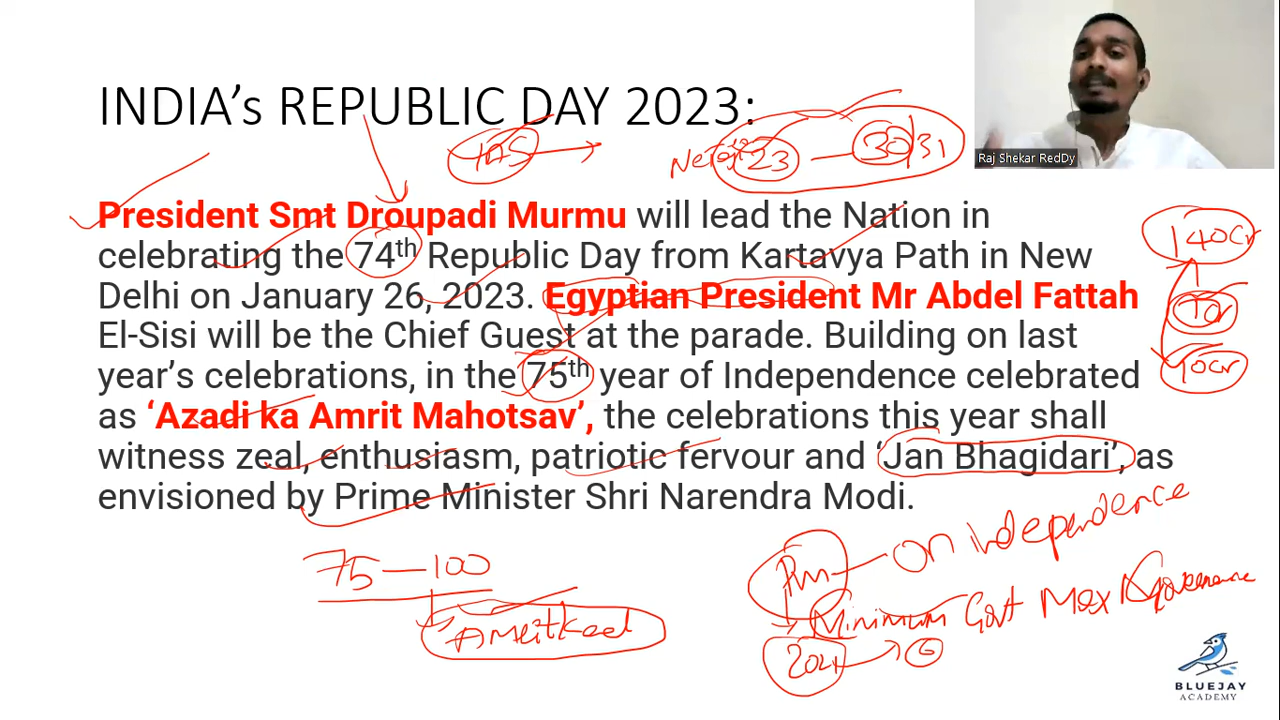 INDIA's REPUBLIC DAY 2023:
IAS
Netaji 23 — 30/31
Raj Shekar RedDy
President Smt Droupadi Murmu will lead the Nation in
celebrating the 74th Republic Day from Kartavya Path in New
Delhi on January 26, 2023. Egyptian President Mr Abdel Fattah
El-Sisi will be the Chief Guest at the parade. Building on last
year's celebrations, in the 75th year of Independence celebrated
as 'Azadi ka Amrit Mahotsav', the celebrations this year shall
witness zeal, enthusiasm, patriotic fervour and 'Jan Bhagidari', as
envisioned by Prime Minister Shri Narendra Modi.
140Cr
75 — 100
Amritkaal
PM — On independence
Minimum Govt Max Governance
BLUEJAY
ACADEMY